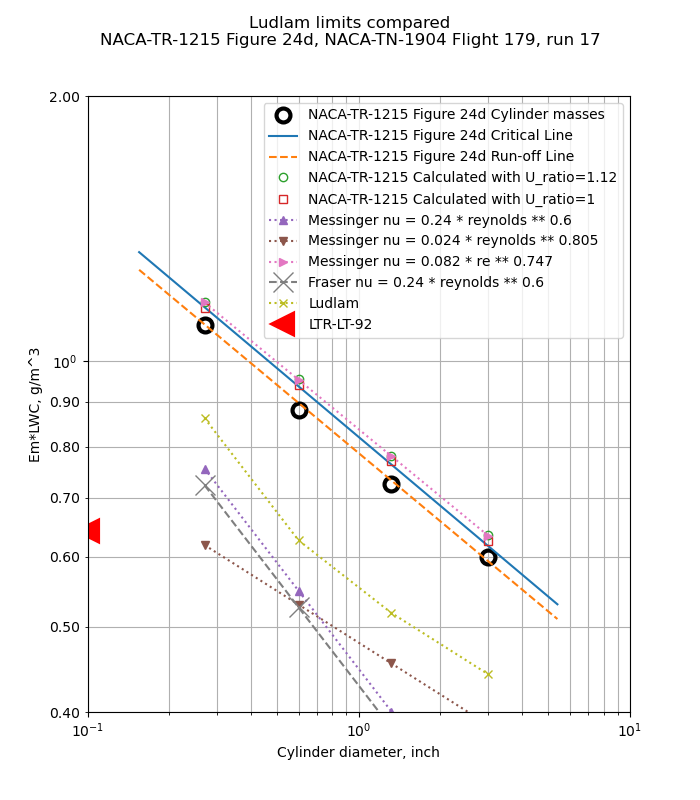 Ludlam limits compared
NACA-TR-1215 Figure 24d, NACA-TN-1904 Flight 179, run 17
2.00
NACA-TR-1215 Figure 24d Cylinder masses
NACA-TR-1215 Figure 24d Critical Line
NACA-TR-1215 Figure 24d Run-off Line
NACA-TR-1215 Calculated with U_ratio=1.12
NACA-TR-1215 Calculated with U_ratio=1
Messinger nu = 0.24 * reynolds ** 0.6
Messinger nu = 0.024 * reynolds ** 0.805
Messinger nu = 0.082 * re ** 0.747
Fraser nu = 0.24 * reynolds ** 0.6
Ludlam
LTR-LT-92
10⁰
0.90
0.80
0.70
0.60
0.50
0.40
Em*LWC, g/m^3
10⁻¹ 10⁰ 10¹
Cylinder diameter, inch